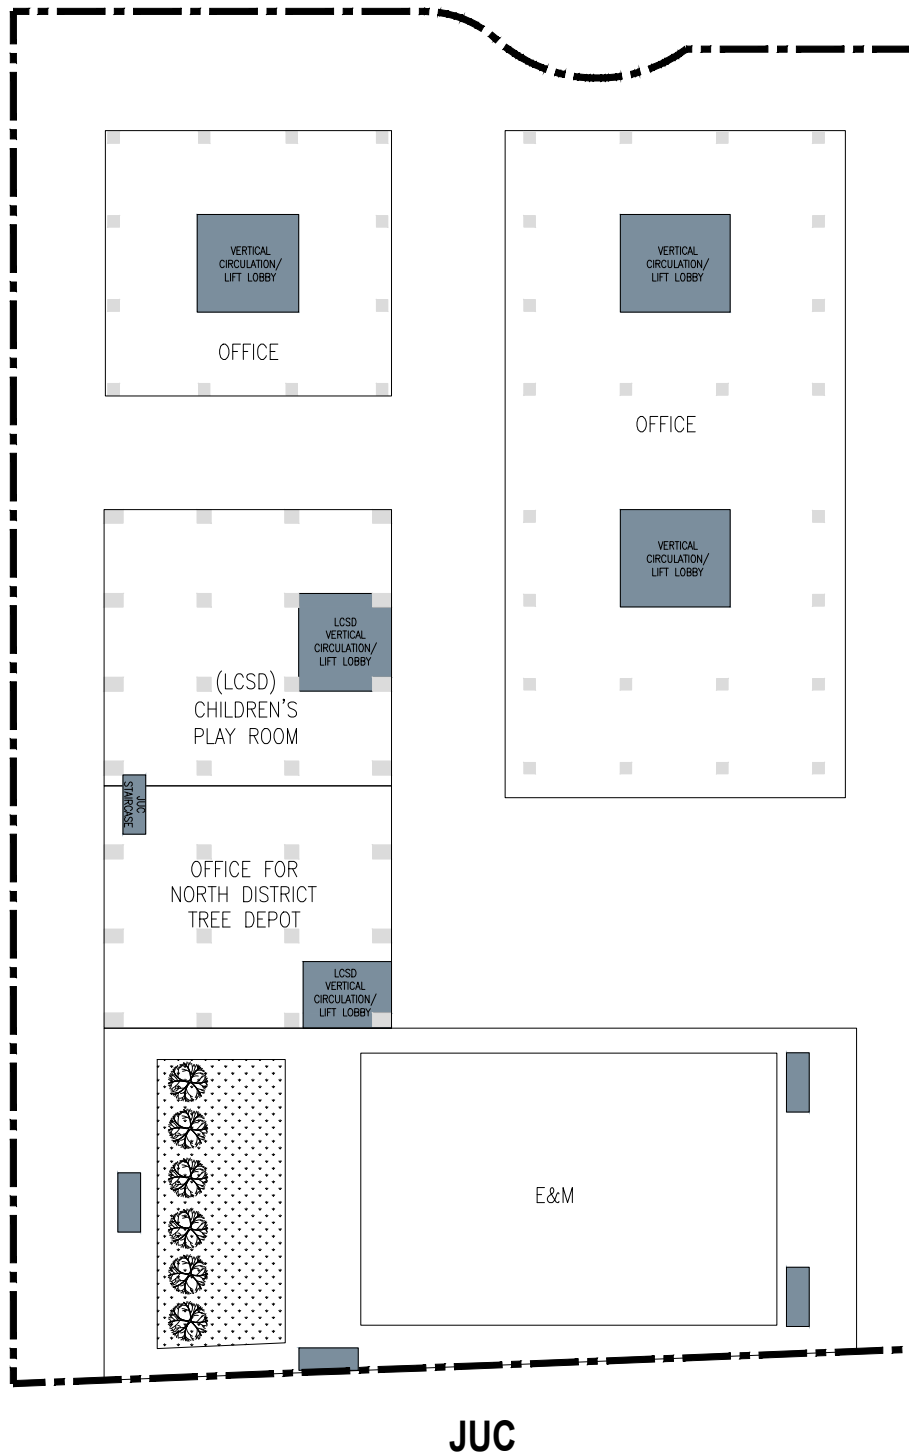 VERTICAL
CIRCULATION/
LIFT LOBBY
OFFICE
VERTICAL
CIRCULATION/
LIFT LOBBY
OFFICE
VERTICAL
CIRCULATION/
LIFT LOBBY
LCSD
VERTICAL
CIRCULATION/
LIFT LOBBY
(LCSD)
CHILDREN'S
PLAY ROOM
JUC
STAIRCASE
OFFICE FOR
NORTH DISTRICT
TREE DEPOT
LCSD
VERTICAL
CIRCULATION/
LIFT LOBBY
E&M
JUC